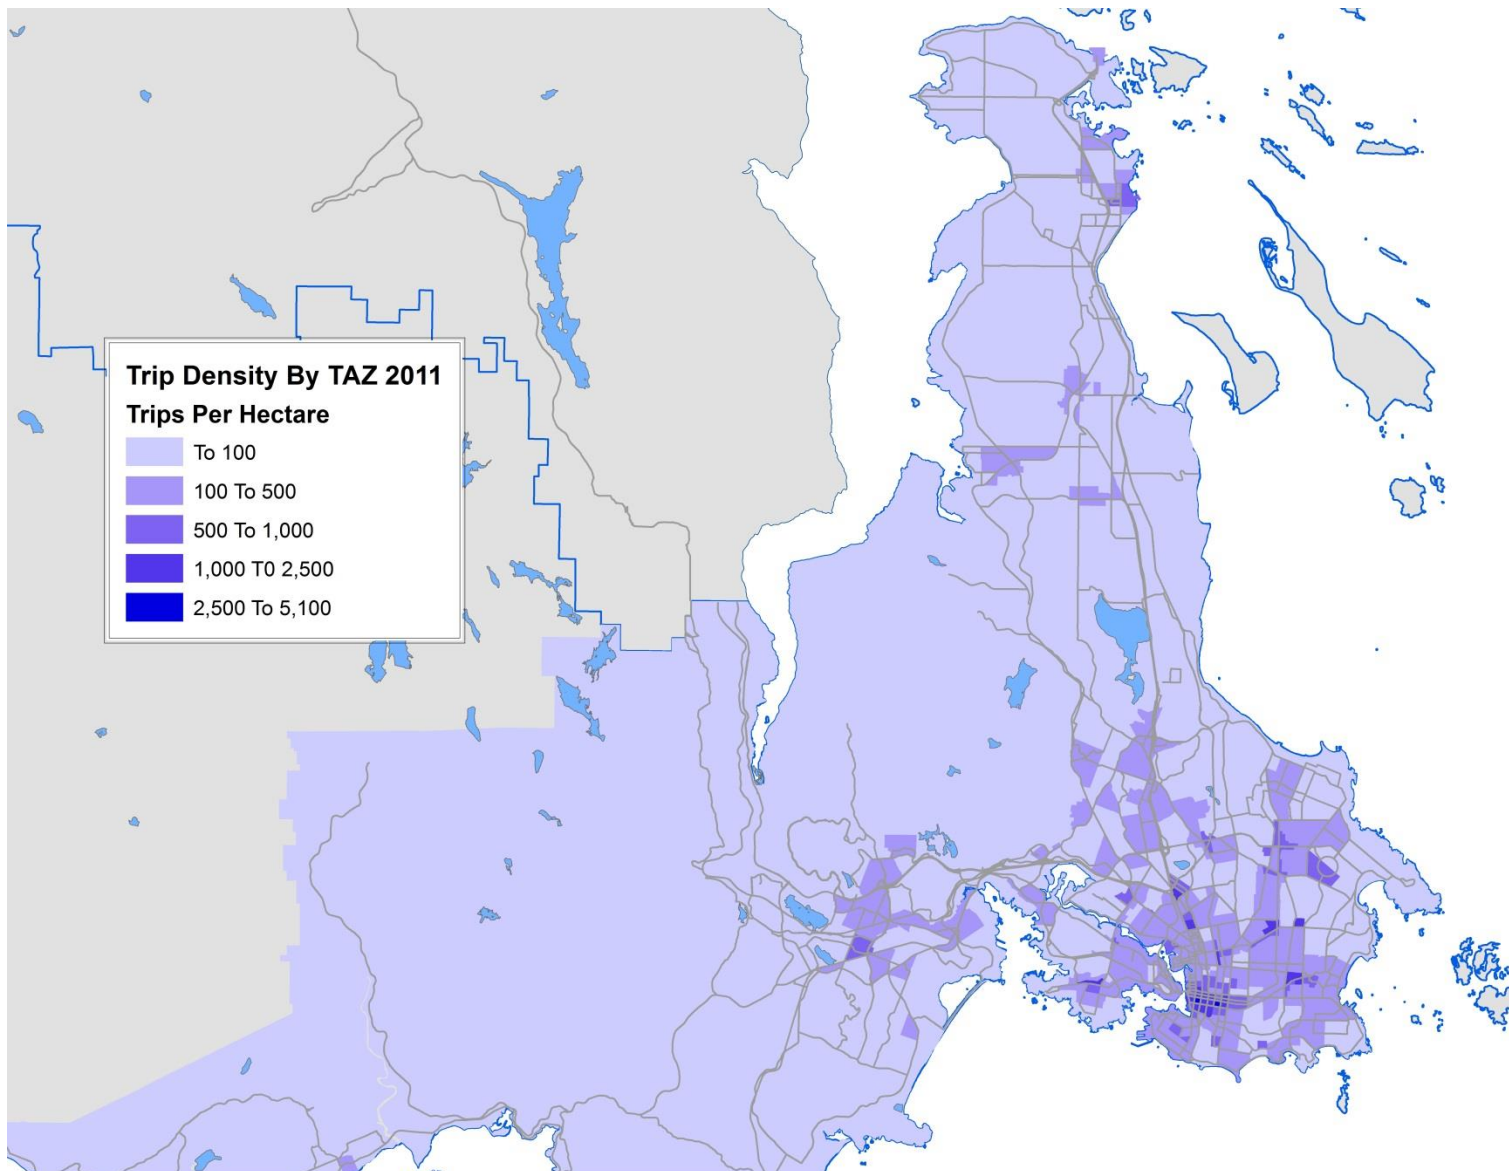 Trip Density By TAZ 2011
Trips Per Hectare
To 100
100 To 500
500 To 1,000
1,000 T0 2,500
2,500 To 5,100